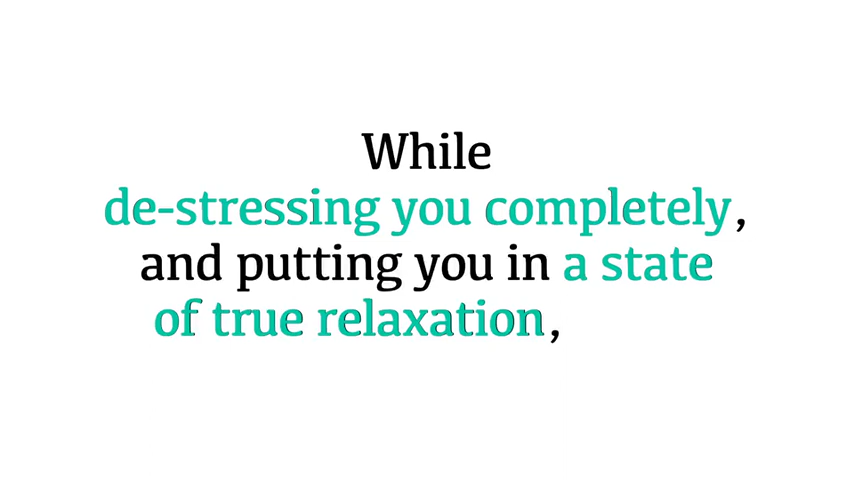 While
de-stressing you completely,
and putting you in a state
of true relaxation,